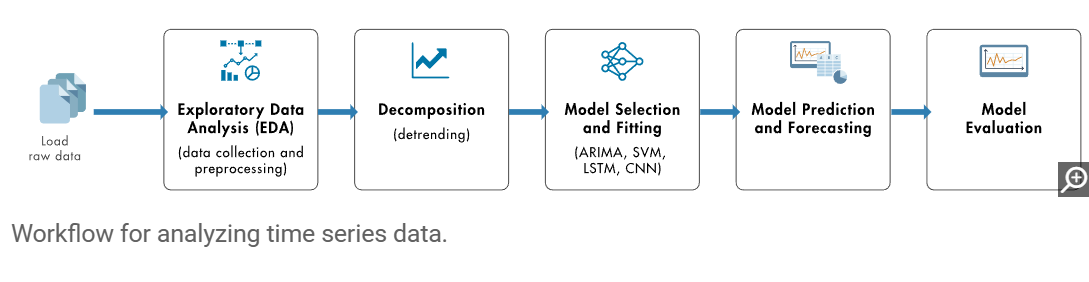 Load
raw data
Exploratory Data
Analysis (EDA)
(data collection and
preprocessing)
Decomposition
(detrending)
Model Selection
and Fitting
(ARIMA, SVM,
LSTM, CNN)
Model Prediction
and Forecasting
Model
Evaluation
Workflow for analyzing time series data.